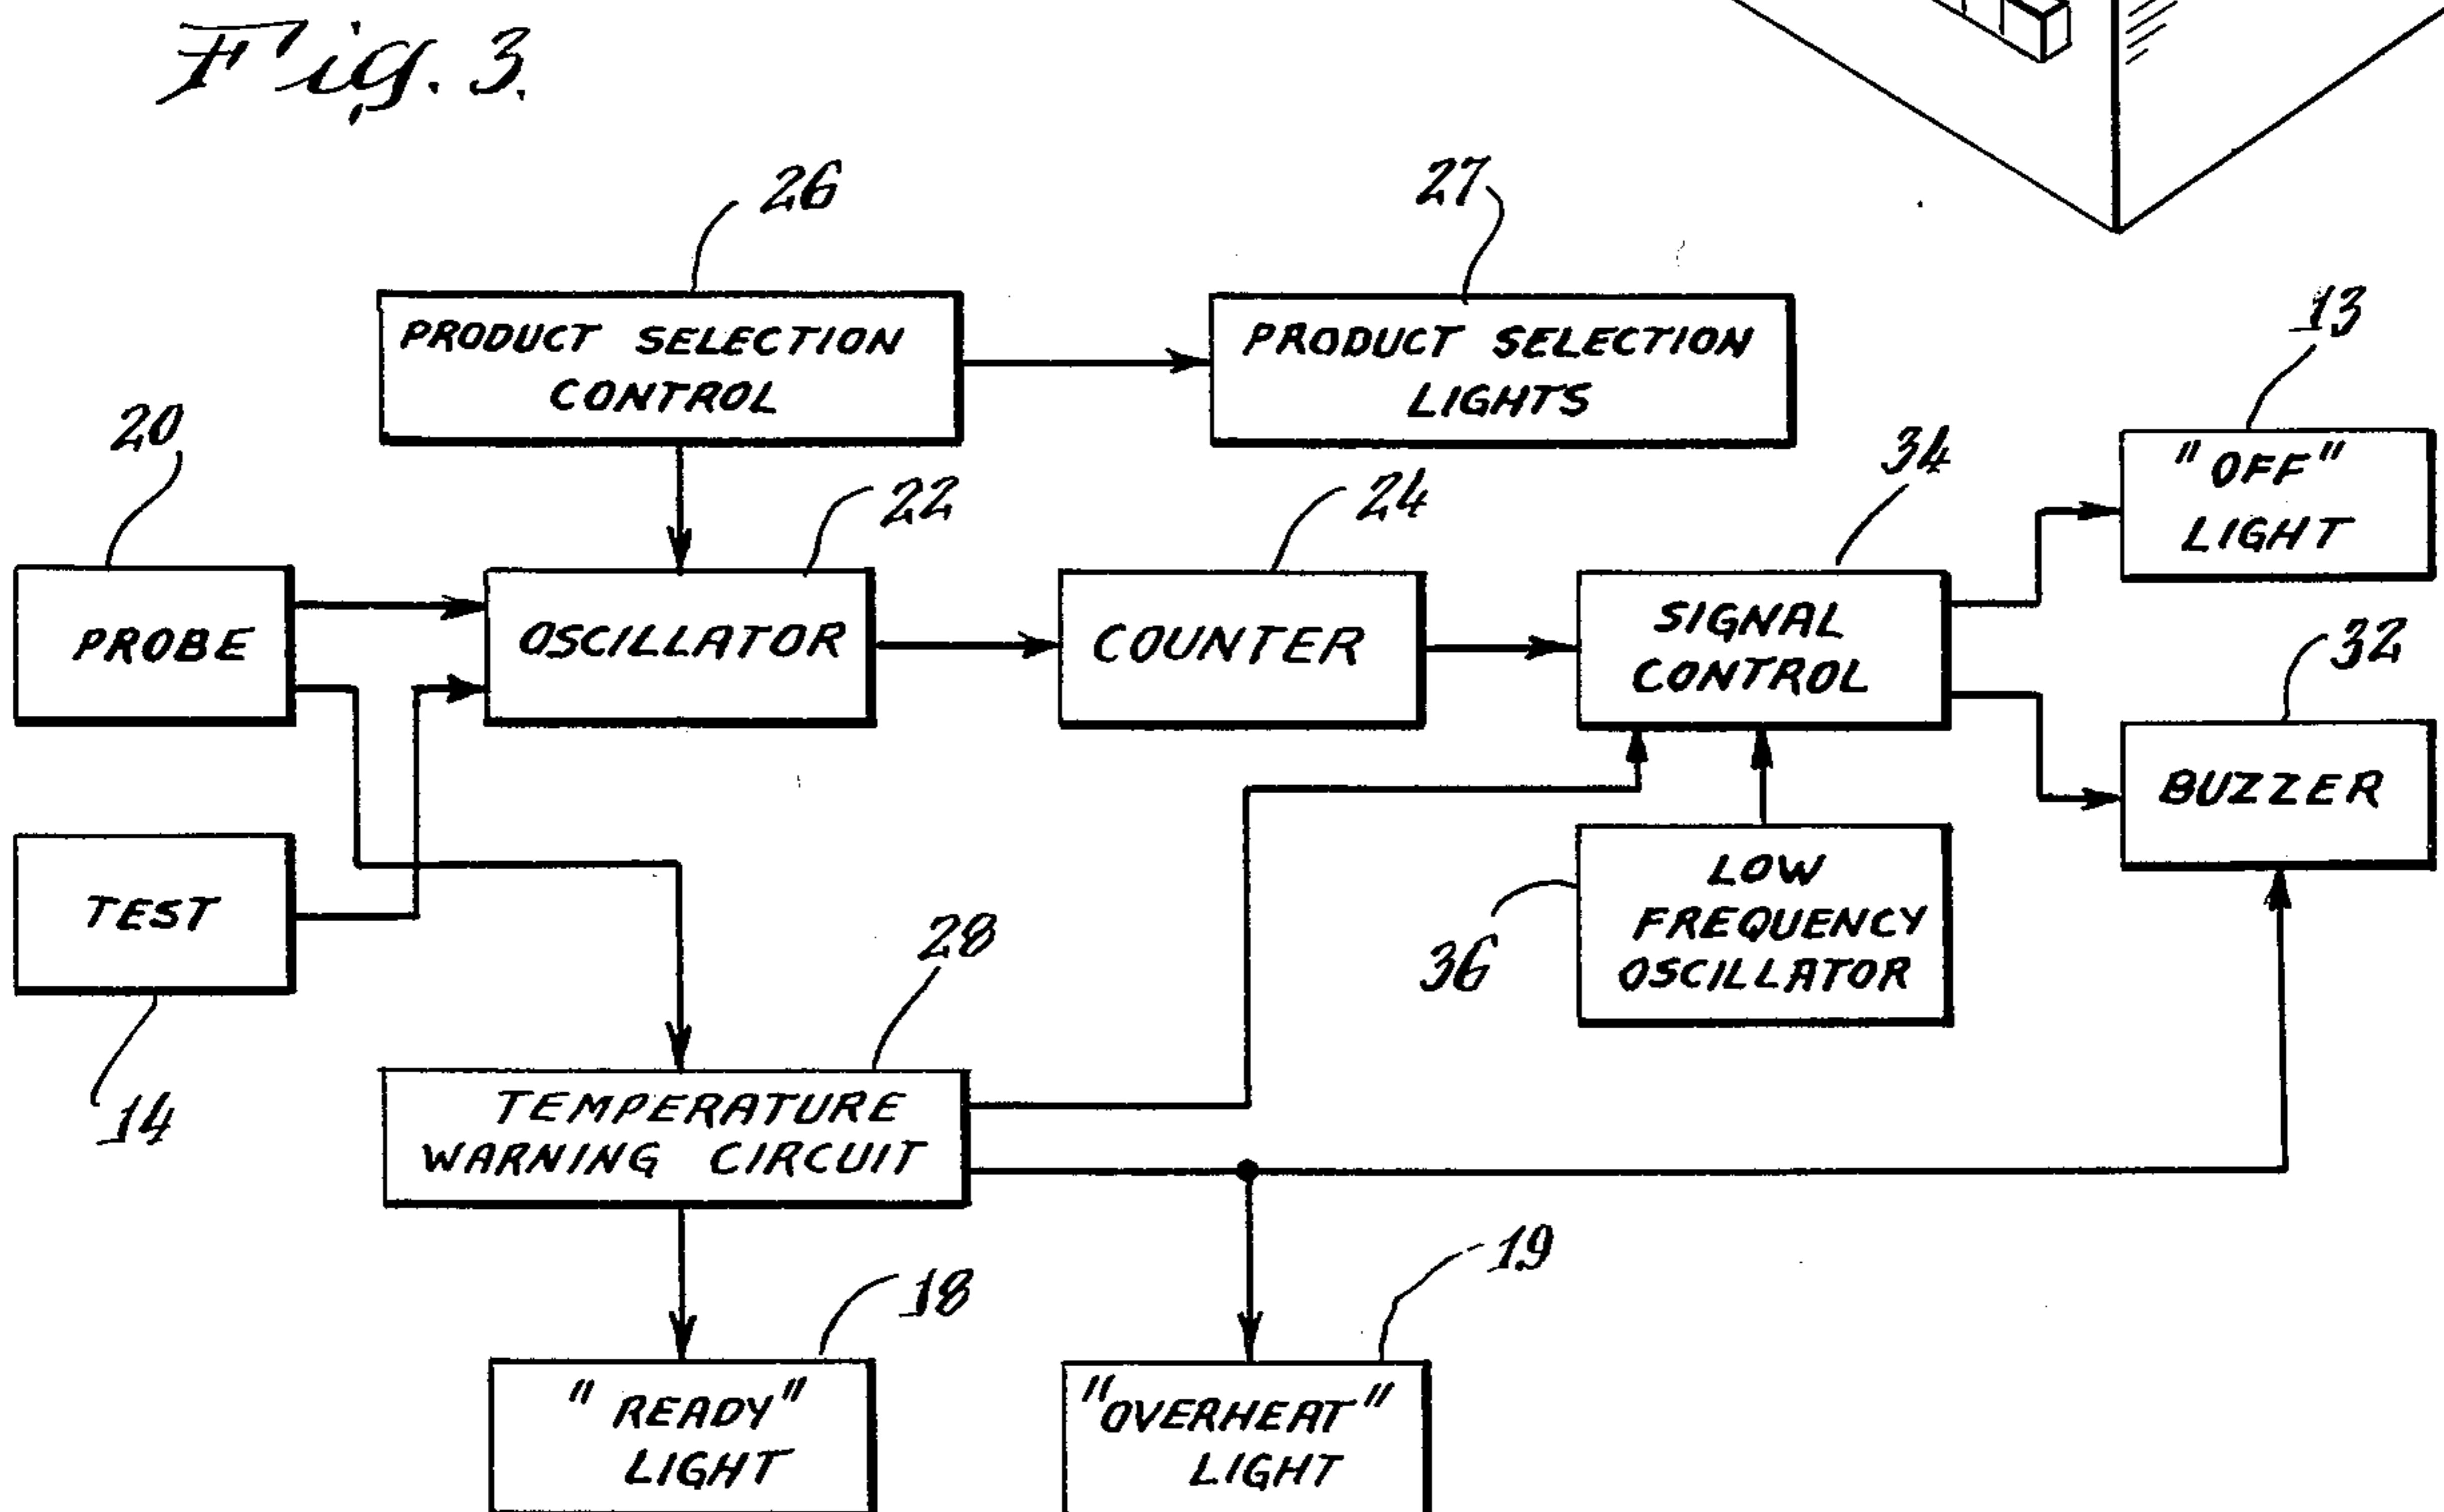 Fig. 3.
26
27
PRODUCT SELECTION
CONTROL
PRODUCT SELECTION
LIGHTS
13
"OFF"
LIGHT
20
22
24
34
PROBE
OSCILLATOR
COUNTER
SIGNAL
CONTROL
32
BUZZER
TEST
14
LOW
FREQUENCY
OSCILLATOR
36
28
TEMPERATURE
WARNING CIRCUIT
18
19
"READY"
LIGHT
"OVERHEAT"
LIGHT